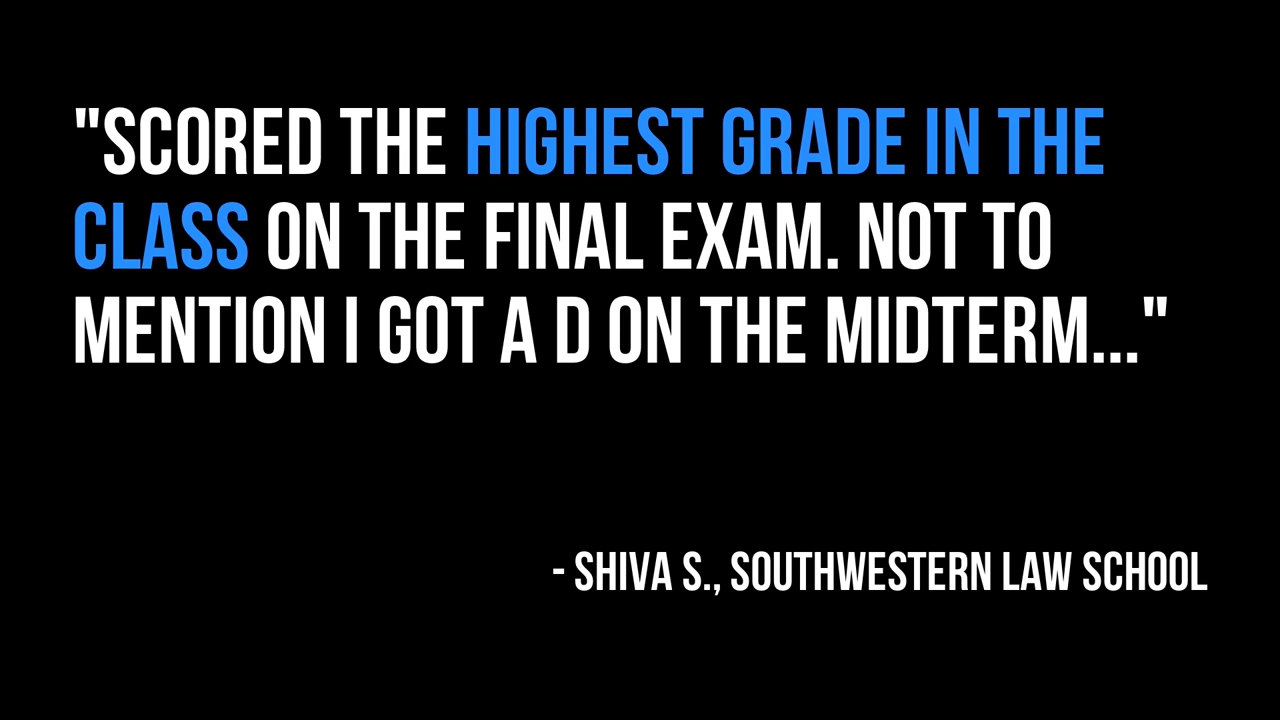 "SCORED THE HIGHEST GRADE IN THE
CLASS ON THE FINAL EXAM. NOT TO
MENTION I GOT A D ON THE MIDTERM..."
- SHIVA S., SOUTHWESTERN LAW SCHOOL